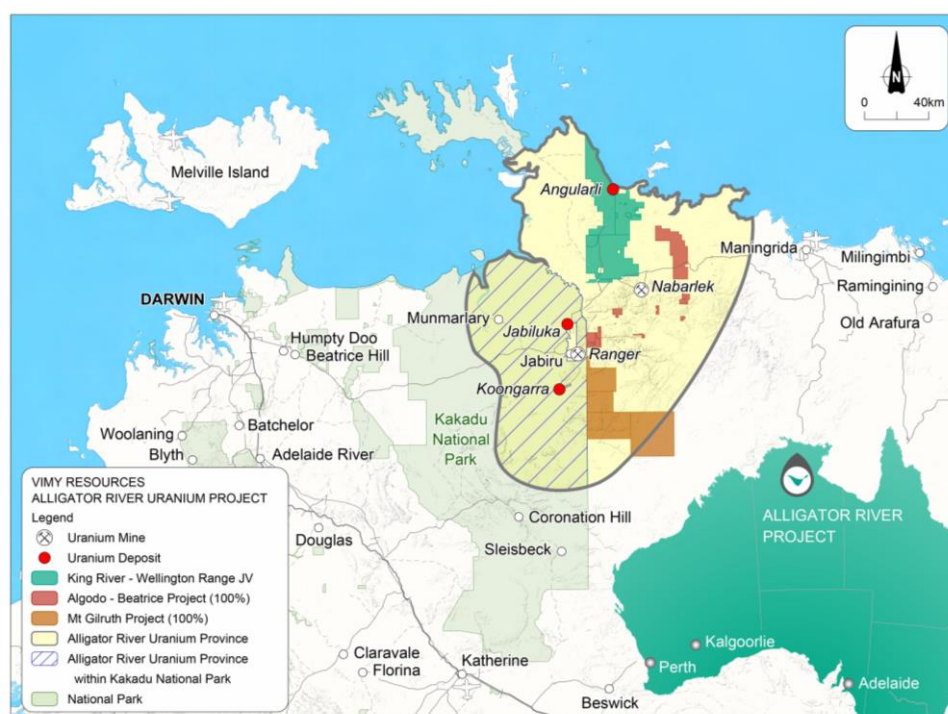 N
0 40km
Melville Island
Angularli
Maningrida
Milingimbi
Nabarlek
Ramingining
DARWIN
Munmarlary
Old Arafura
Jabiluka
Humpty Doo
Beatrice Hill
Jabiru
Ranger
Koongarra
Kakadu
National
Park
Batchelor
Woolaning
Blyth
Adelaide River
VIMY RESOURCES
ALLIGATOR RIVER URANIUM PROJECT
Legend
Uranium Mine
Uranium Deposit
King River - Wellington Range JV
Algodo - Beatrice Project (100%)
Mt Gilruth Project (100%)
Alligator River Uranium Province
Alligator River Uranium Province
within Kakadu National Park
National Park
Coronation Hill
Douglas
Sleisbeck
ALLIGATOR RIVER
PROJECT
Claravale
Florina
Katherine
Beswick
Kalgoorlie
Perth
Adelaide